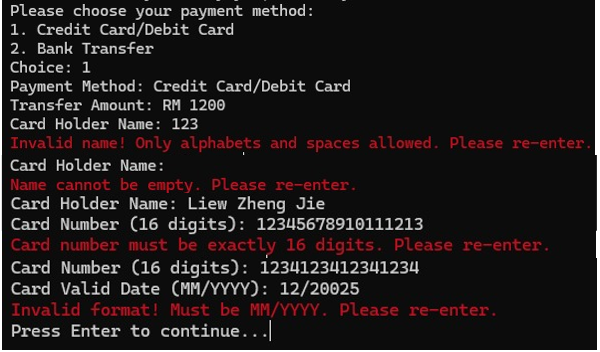 Please choose your payment method:
1. Credit Card/Debit Card
2. Bank Transfer
Choice: 1
Payment Method: Credit Card/Debit Card
Transfer Amount: RM 1200
Card Holder Name: 123
Invalid name! Only alphabets and spaces allowed. Please re-enter.
Card Holder Name:
Name cannot be empty. Please re-enter.
Card Holder Name: Liew Zheng Jie
Card Number (16 digits): 12345678910111213
Card number must be exactly 16 digits. Please re-enter.
Card Number (16 digits): 1234123412341234
Card Valid Date (MM/YYYY): 12/20025
Invalid format! Must be MM/YYYY. Please re-enter.
Press Enter to continue...